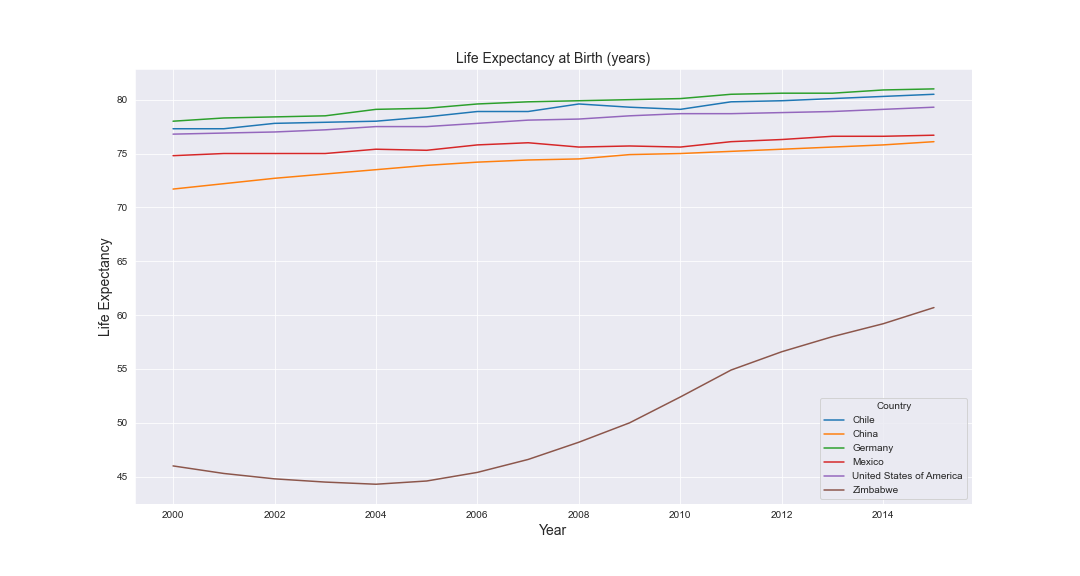 Life Expectancy at Birth (years)
Life Expectancy
80
75
70
65
60
55
50
45
2000 2002 2004 2006 2008 2010 2012 2014
Year
Country
Chile
China
Germany
Mexico
United States of America
Zimbabwe